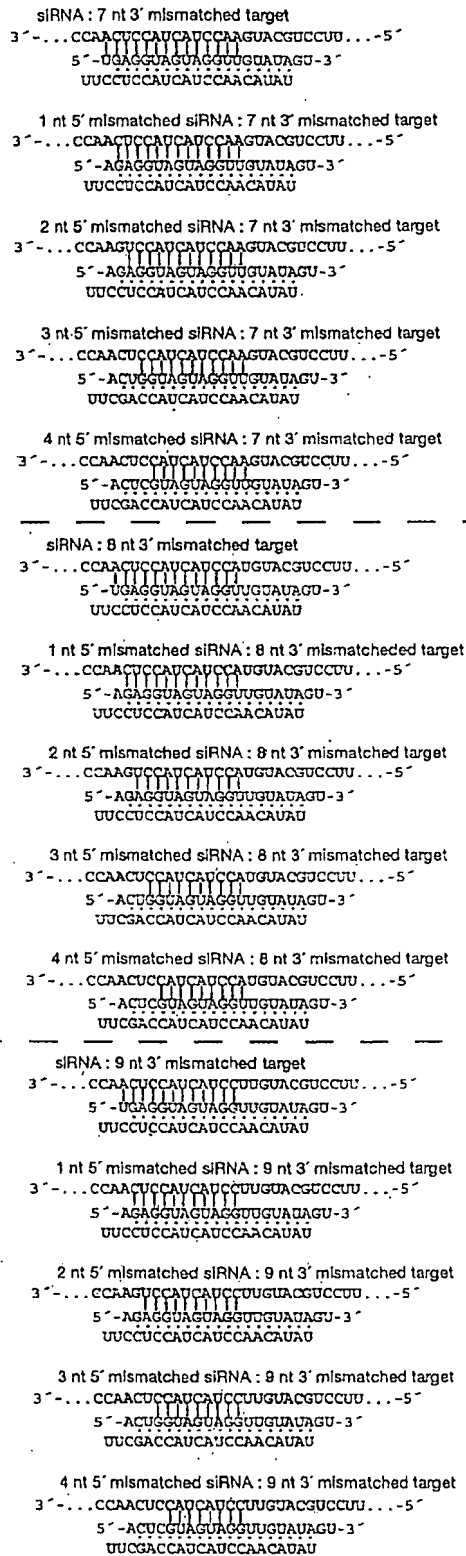 siRNA : 7 nt 3´ mismatched target
3´-...CCAACUCCAUCAUCCAAGUACGUCCUU...-5´
5´-UGAGGUAGUAGGUUGUAUAGU-3´
UUCCUCCAUCAUCCAACAUAU
1 nt 5´ mismatched siRNA : 7 nt 3´ mismatched target
3´-...CCAACUCCAUCAUCCAAGUACGUCCUU...-5´
5´-AGAGGUAGUAGGUUGUAUAGU-3´
UUCCUCCAUCAUCCAACAUAU
2 nt 5´ mismatched siRNA : 7 nt 3´ mismatched target
3´-...CCAAGUCCAUCAUCCAAGUACGUCCUU...-5´
5´-AGAGGUAGUAGGUUGUAUAGU-3´
UUCCUCCAUCAUCCAACAUAU
3 nt 5´ mismatched siRNA : 7 nt 3´ mismatched target
3´-...CCAACUCCAUCAUCCAAGUACGUCCUU...-5´
5´-ACUGGUAGUAGGUUGUAUAGU-3´
UUCGACCAUCAUCCAACAUAU
4 nt 5´ mismatched siRNA : 7 nt 3´ mismatched target
3´-...CCAACUCCAUCAUCCAAGUACGUCCUU...-5´
5´-ACUCGUAGUAGGUUGUAUAGU-3´
UUCGACCAUCAUCCAACAUAU
siRNA : 8 nt 3´ mismatched target
3´-...CCAACUCCAUCAUCCAUGUACGUCCUU...-5´
5´-UGAGGUAGUAGGUUGUAUAGU-3´
UUCCUCCAUCAUCCAACAUAU
1 nt 5´ mismatched siRNA : 8 nt 3´ mismatcheded target
3´-...CCAACUCCAUCAUCCAUGUACGUCCUU...-5´
5´-AGAGGUAGUAGGUUGUAUAGU-3´
UUCCUCCAUCAUCCAACAUAU
2 nt 5´ mismatched siRNA : 8 nt 3´ mismatched target
3´-...CCAAGUCCAUCAUCCAUGUACGUCCUU...-5´
5´-AGAGGUAGUAGGUUGUAUAGU-3´
UUCCUCCAUCAUCCAACAUAU
3 nt 5´ mismatched siRNA : 8 nt 3´ mismatched target
3´-...CCAACUCCAUCAUCCAUGUACGUCCUU...-5´
5´-ACUGGUAGUAGGUUGUAUAGU-3´
UUCGACCAUCAUCCAACAUAU
4 nt 5´ mismatched siRNA : 8 nt 3´ mismatched target
3´-...CCAACUCCAUCAUCCAUGUACGUCCUU...-5´
5´-ACUCGUAGUAGGUUGUAUAGU-3´
UUCGACCAUCAUCCAACAUAU
siRNA : 9 nt 3´ mismatched target
3´-...CCAACUCCAUCAUCCUUGUACGUCCUU...-5´
5´-UGAGGUAGUAGGUUGUAUAGU-3´
UUCCUCCAUCAUCCAACAUAU
1 nt 5´ mismatched siRNA : 9 nt 3´ mismatched target
3´-...CCAACUCCAUCAUCCUUGUACGUCCUU...-5´
5´-AGAGGUAGUAGGUUGUAUAGU-3´
UUCCUCCAUCAUCCAACAUAU
2 nt 5´ mismatched siRNA : 9 nt 3´ mismatched target
3´-...CCAAGUCCAUCAUCCUUGUACGUCCUU...-5´
5´-AGAGGUAGUAGGUUGUAUAGU-3´
UUCCUCCAUCAUCCAACAUAU
3 nt 5´ mismatched siRNA : 9 nt 3´ mismatched target
3´-...CCAACUCCAUCAUCCUUGUACGUCCUU...-5´
5´-ACUGGUAGUAGGUUGUAUAGU-3´
UUCGACCAUCAUCCAACAUAU
4 nt 5´ mismatched siRNA : 9 nt 3´ mismatched target
3´-...CCAACUCCAUCAUCCUUGUACGUCCUU...-5´
5´-ACUCGUAGUAGGUUGUAUAGU-3´
UUCGACCAUCAUCCAACAUAU